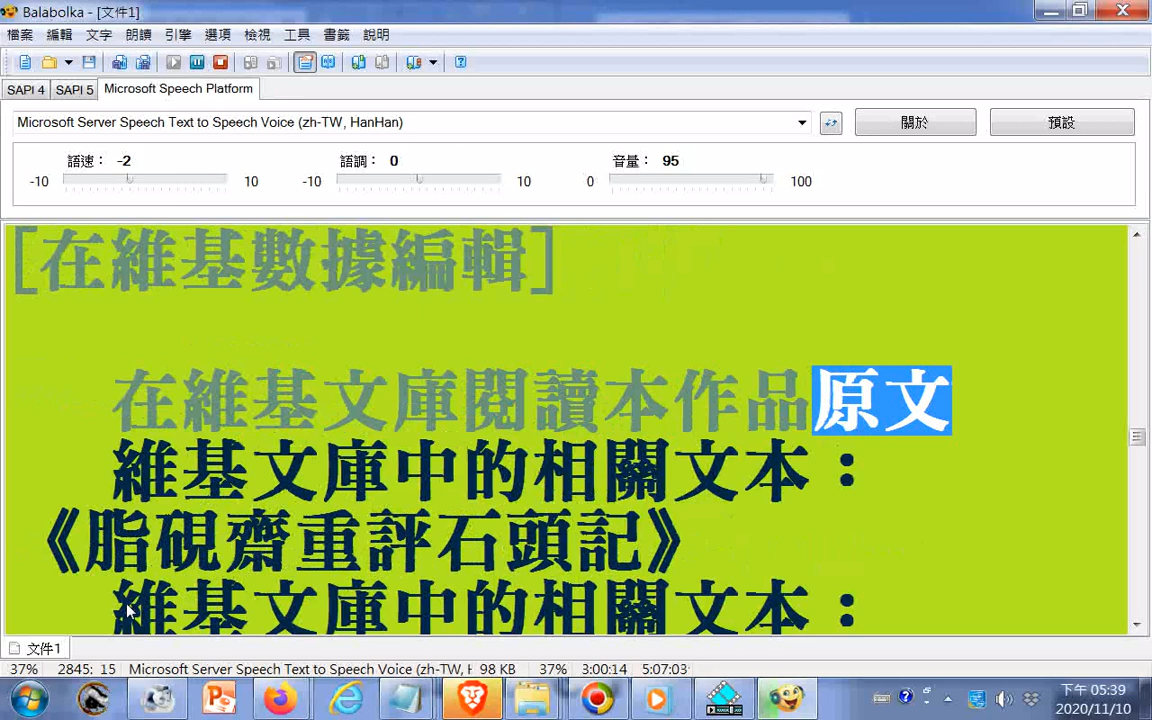 Balabolka - [文件1]
檔案 編輯 文字 朗讀 引擎 選項 檢視 工具 書籤 說明
SAPI 4 SAPI 5 Microsoft Speech Platform
Microsoft Server Speech Text to Speech Voice (zh-TW, HanHan) 關於 預設
語速： -2 語調： 0 音量： 95
-10 10 -10 10 0 100
[在維基數據編輯]
在維基文庫閱讀本作品原文
維基文庫中的相關文本：
《脂硯齋重評石頭記》
維基文庫中的相關文本：
文件1
37% 2845: 15 Microsoft Server Speech Text to Speech Voice (zh-TW, 98 KB 37% 3:00:14 5:07:03
下午 05:39
2020/11/10